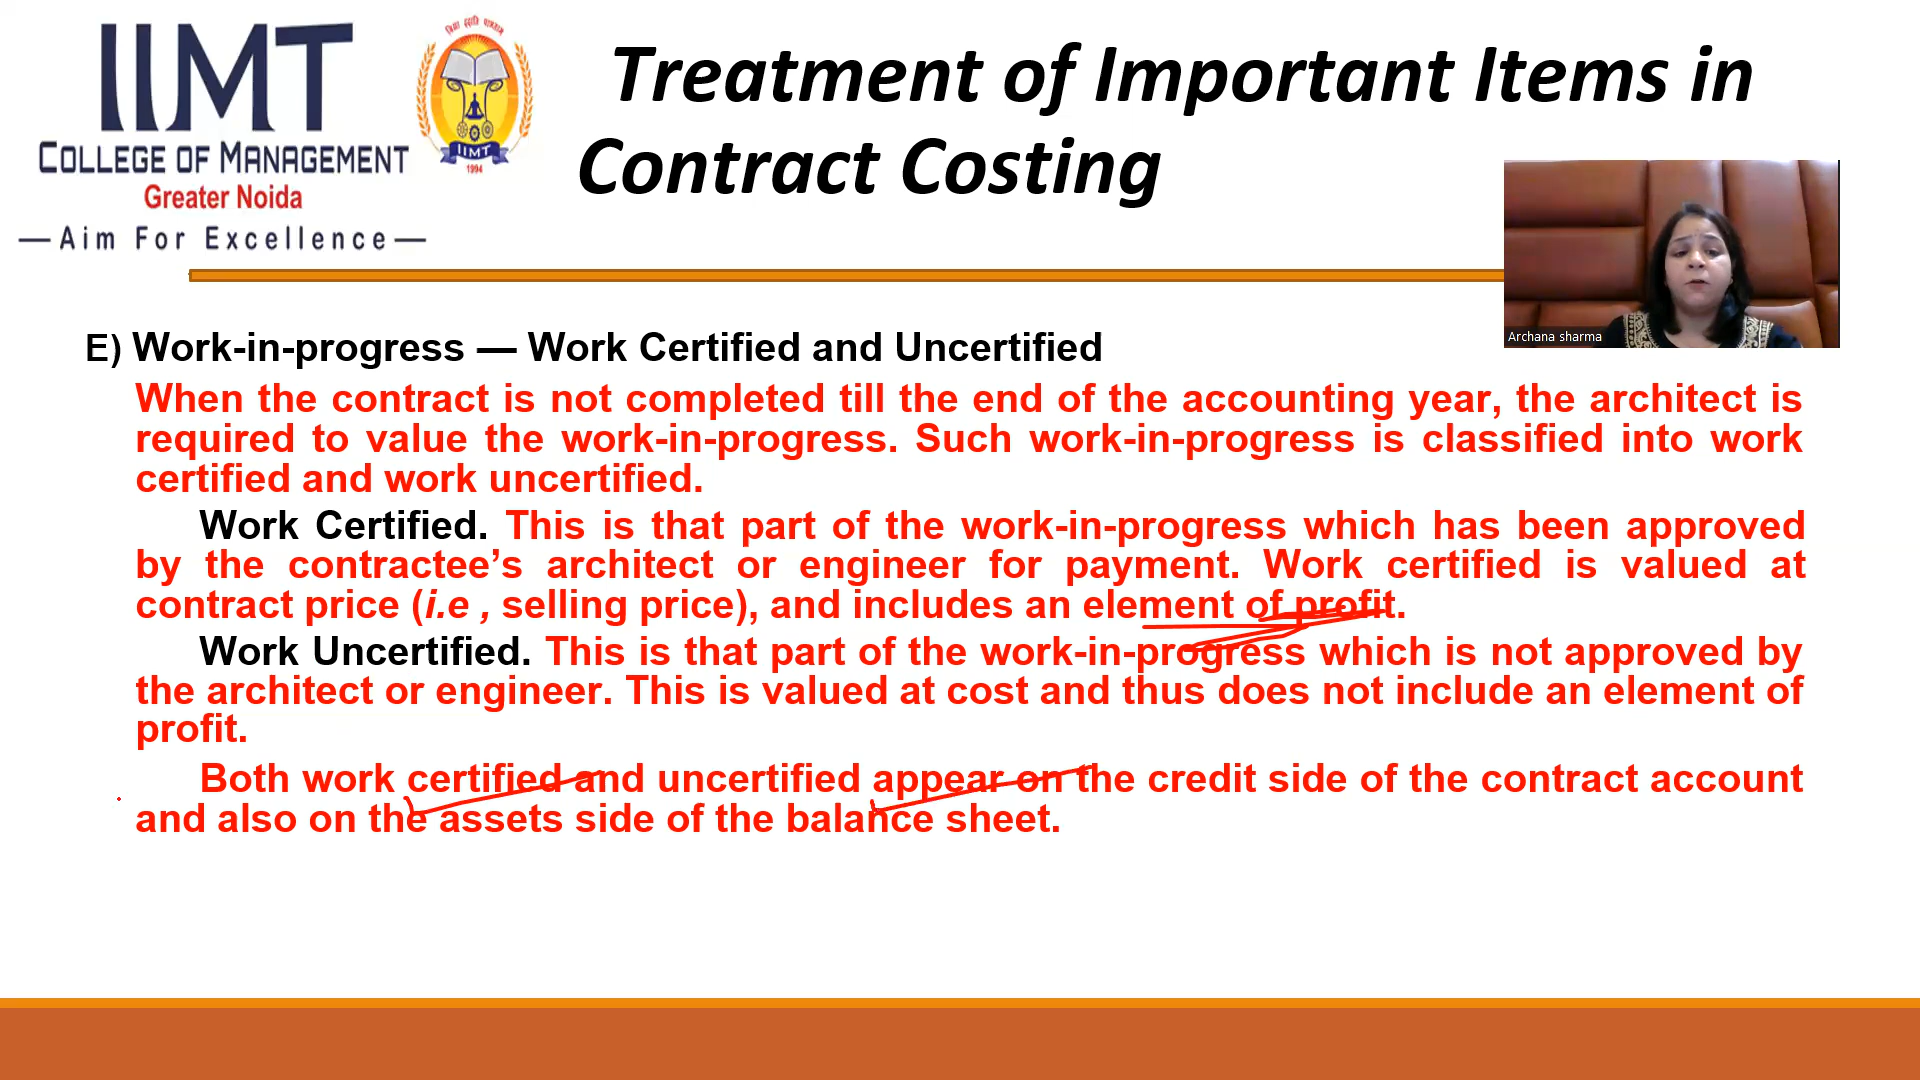 IIMT
COLLEGE OF MANAGEMENT
Greater Noida
—Aim For Excellence—
IIMT
1994
Treatment of Important Items in
Contract Costing
Archana sharma
E) Work-in-progress — Work Certified and Uncertified
When the contract is not completed till the end of the accounting year, the architect is
required to value the work-in-progress. Such work-in-progress is classified into work
certified and work uncertified.
Work Certified. This is that part of the work-in-progress which has been approved
by the contractee’s architect or engineer for payment. Work certified is valued at
contract price (i.e , selling price), and includes an element of profit.
Work Uncertified. This is that part of the work-in-progress which is not approved by
the architect or engineer. This is valued at cost and thus does not include an element of
profit.
Both work certified and uncertified appear on the credit side of the contract account
and also on the assets side of the balance sheet.